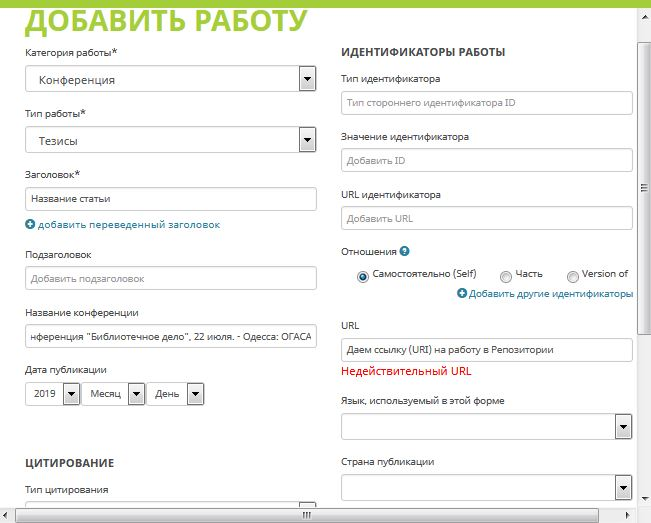 ДОБАВИТЬ РАБОТУ
Категория работы*
Конференция
Тип работы*
Тезисы
Заголовок*
Название статьи
добавить переведенный заголовок
Подзаголовок
Добавить подзаголовок
Название конференции
нференция "Библиотечное дело", 22 июля. - Одесса: ОГАСА
Дата публикации
2019 Месяц День
ЦИТИРОВАНИЕ
Тип цитирования
ИДЕНТИФИКАТОРЫ РАБОТЫ
Тип идентификатора
Тип стороннего идентификатора ID
Значение идентификатора
Добавить ID
URL идентификатора
Добавить URL
Отношения ?
Самостоятельно (Self) Часть Version of
Добавить другие идентификаторы
URL
Даем ссылку (URI) на работу в Репозитории
Недействительный URL
Язык, используемый в этой форме
Страна публикации